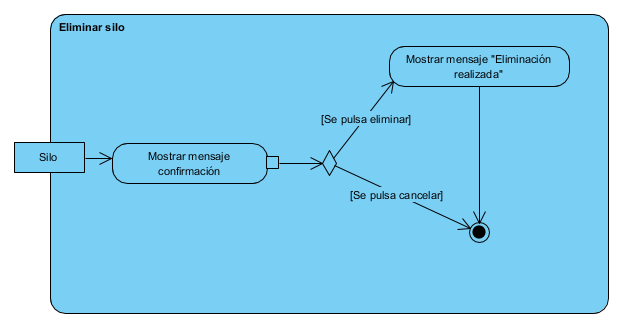 Eliminar silo
Mostrar mensaje "Eliminación
realizada"
[Se pulsa eliminar]
Silo
Mostrar mensaje
confirmación
[Se pulsa cancelar]